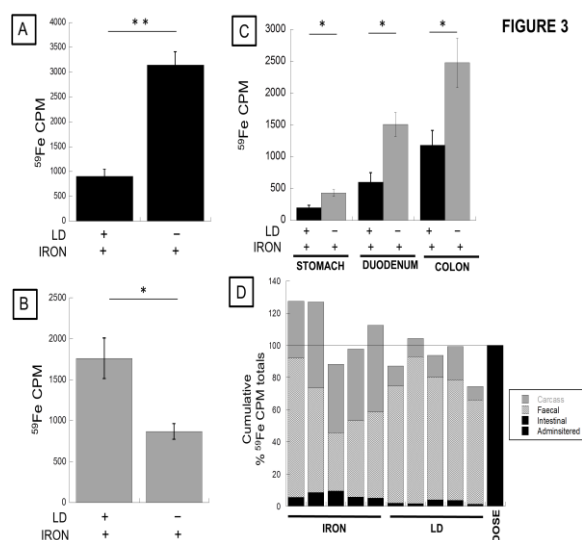 FIGURE 3
A
**
⁵⁹Fe CPM
4000
3500
3000
2500
2000
1500
1000
500
0
LD + −
IRON + +
B
*
⁵⁹Fe CPM
2000
1500
1000
500
0
LD + −
IRON + +
C
* * *
⁵⁹Fe CPM
3000
2500
2000
1500
1000
500
0
LD + − + − + −
IRON + + + + + +
STOMACH DUODENUM COLON
D
Cumulative
% ⁵⁹Fe CPM totals
140
120
100
80
60
40
20
0
IRON LD DOSE
Carcass
Faecal
Intestinal
Adminsitered